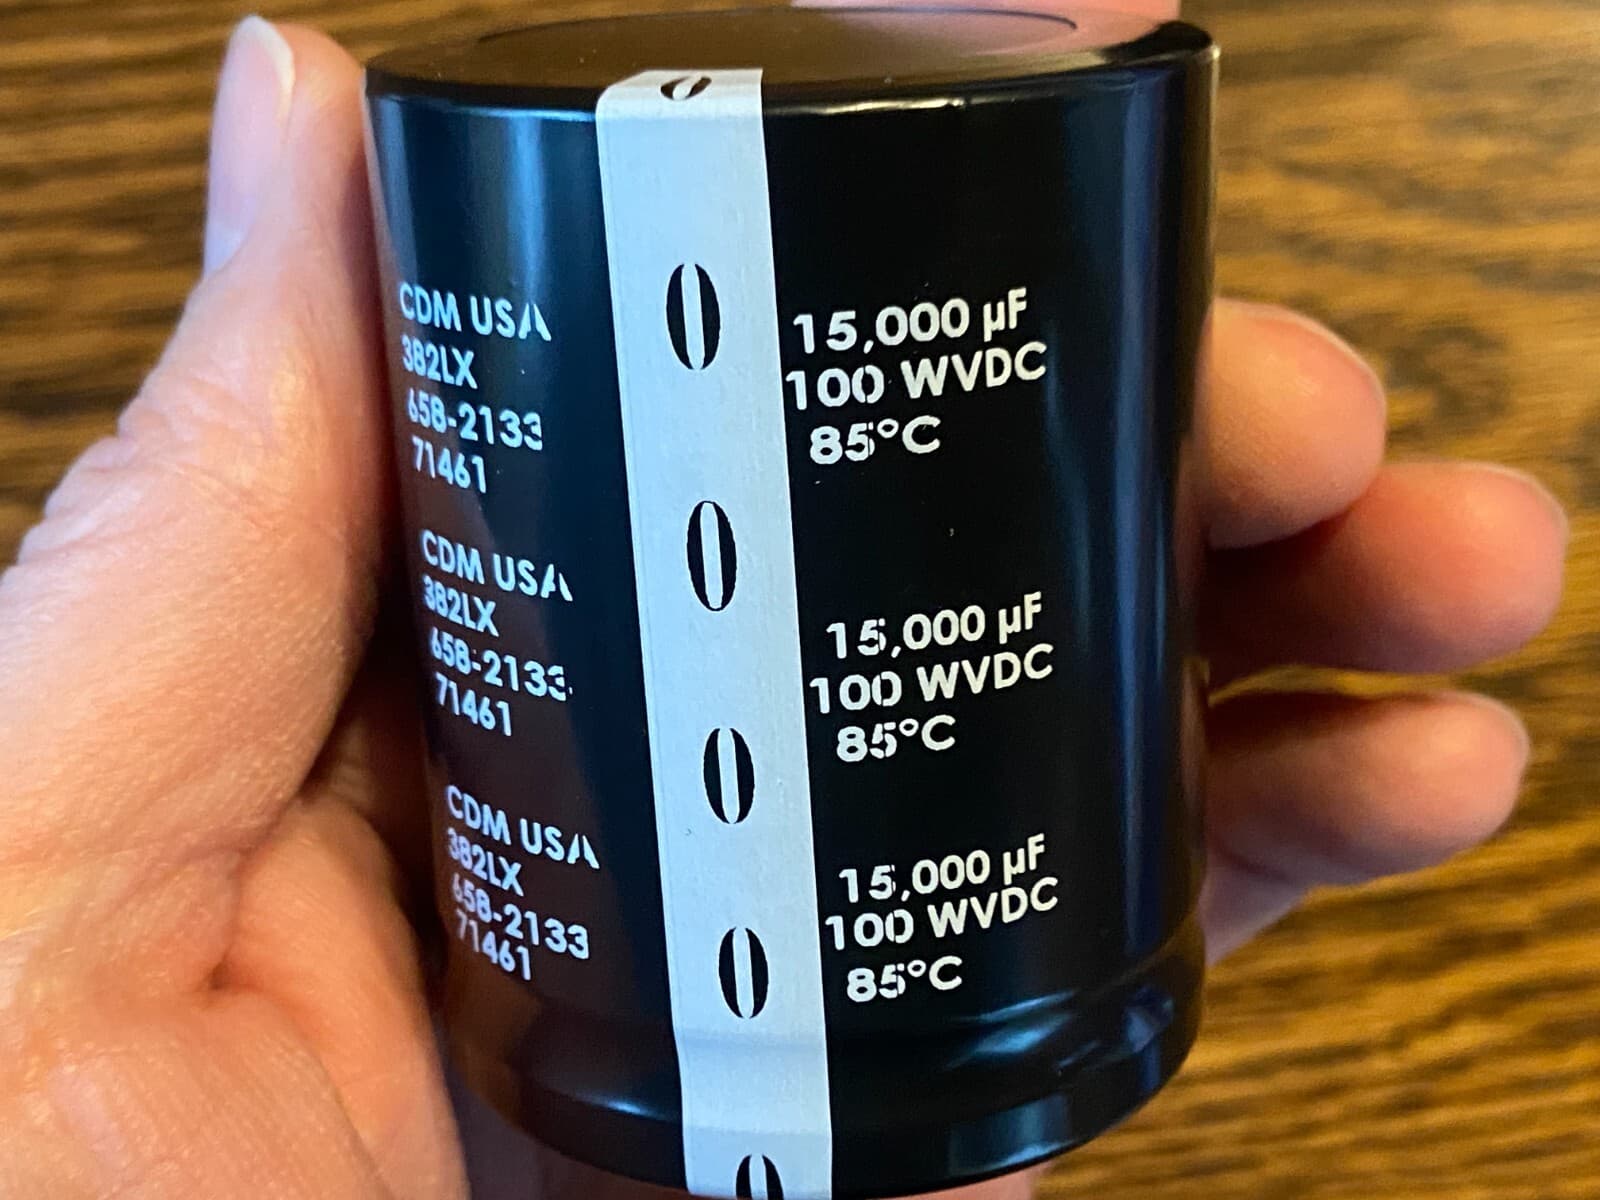 CDM USA
382LX
658-2133
71461
CDM USA
382LX
658-2133
71461
CDM USA
382LX
658-2133
71461
0
0
0
0
0
0
15,000 µF
100 WVDC
85°C
15,000 µF
100 WVDC
85°C
15,000 µF
100 WVDC
85°C